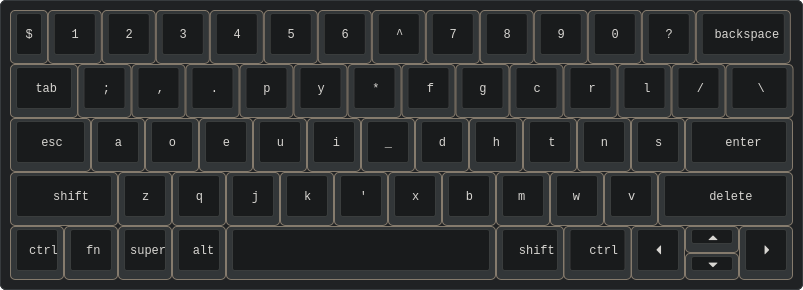 $ 1 2 3 4 5 6 ^ 7 8 9 0 ? backspace
tab ; , . p y * f g c r l / \
esc a o e u i _ d h t n s enter
shift z q j k ' x b m w v delete
ctrl fn super alt shift ctrl